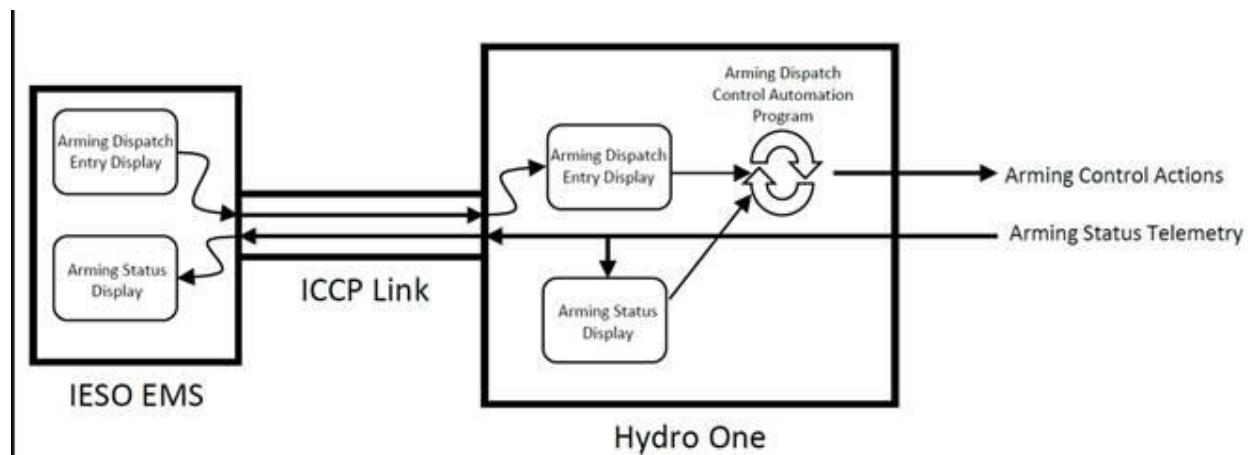 Arming Dispatch
Entry Display
Arming Status
Display
IESO EMS
ICCP Link
Arming Dispatch
Entry Display
Arming Dispatch
Control Automation
Program
Arming Status
Display
Hydro One
Arming Control Actions
Arming Status Telemetry